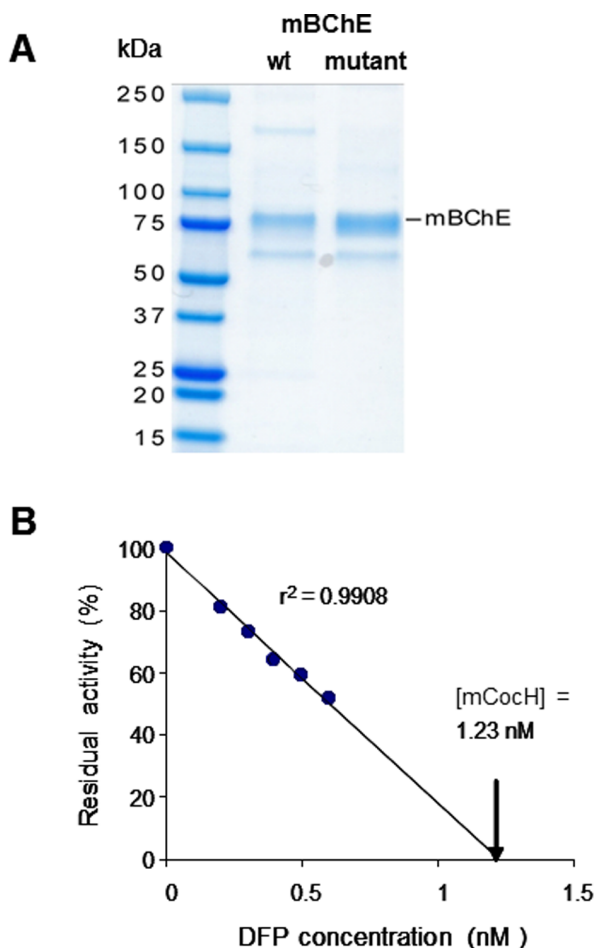 A
mBChE
kDa
wt mutant
250
150
100
75
–mBChE
50
37
25
20
15
B
100
80
60
40
20
0
Residual activity (%)
r² = 0.9908
[mCocH] =
1.23 nM
0 0.5 1 1.5
DFP concentration (nM )